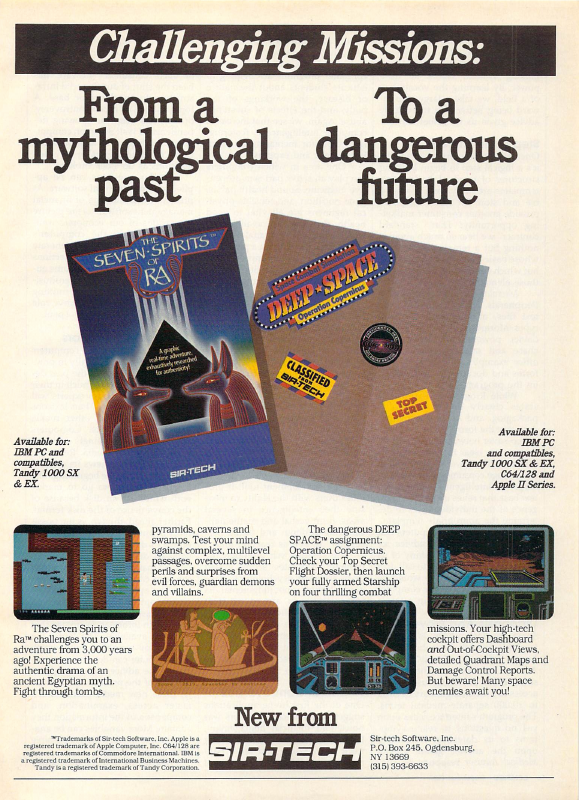 Challenging Missions:
From a
mythological
past
To a
dangerous
future
THE
SEVEN·SPIRITS™
OF
RA
A graphic
real-time adventure,
exhaustively researched
for authenticity!
SIR-TECH
DEEP★SPACE
Operation Copernicus
CLASSIFIED
FROM
SIR-TECH
TOP
SECRET
Available for:
IBM PC and
compatibles,
Tandy 1000 SX
& EX.
Available for:
IBM PC
and compatibles,
Tandy 1000 SX & EX,
C64/128 and
Apple II Series.
The Seven Spirits of
Ra™ challenges you to an
adventure from 3,000 years
ago! Experience the
authentic drama of an
ancient Egyptian myth.
Fight through tombs,
pyramids, caverns and
swamps. Test your mind
against complex, multilevel
passages, overcome sudden
perils and surprises from
evil forces, guardian demons
and villains.
The dangerous DEEP
SPACE™ assignment:
Operation Copernicus.
Check your Top Secret
Flight Dossier, then launch
your fully armed Starship
on four thrilling combat
missions. Your high-tech
cockpit offers Dashboard
and Out-of-Cockpit Views,
detailed Quadrant Maps and
Damage Control Reports.
But beware! Many space
enemies await you!
New from
SIR-TECH
™Trademarks of Sir-tech Software, Inc. Apple is a
registered trademark of Apple Computer, Inc. C64/128 are
registered trademarks of Commodore International. IBM is
a registered trademark of International Business Machines.
Tandy is a registered trademark of Tandy Corporation.
Sir-tech Software, Inc.
P.O. Box 245, Ogdensburg,
NY 13669
(315) 393-6633